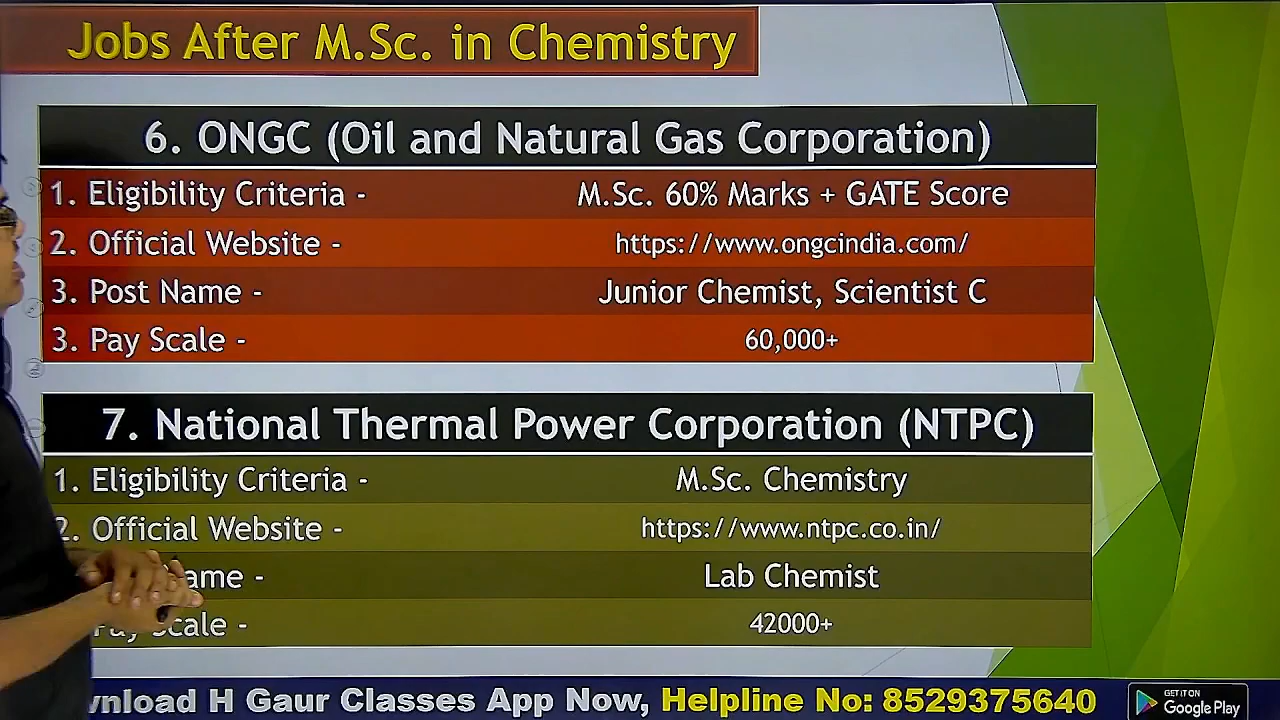 Jobs After M.Sc. in Chemistry
6. ONGC (Oil and Natural Gas Corporation)
1. Eligibility Criteria - M.Sc. 60% Marks + GATE Score
2. Official Website - https://www.ongcindia.com/
3. Post Name - Junior Chemist, Scientist C
3. Pay Scale - 60,000+
7. National Thermal Power Corporation (NTPC)
1. Eligibility Criteria - M.Sc. Chemistry
2. Official Website - https://www.ntpc.co.in/
ame - Lab Chemist
Pay Scale - 42000+
wnload H Gaur Classes App Now, Helpline No: 8529375640
GET IT ON
Google Play